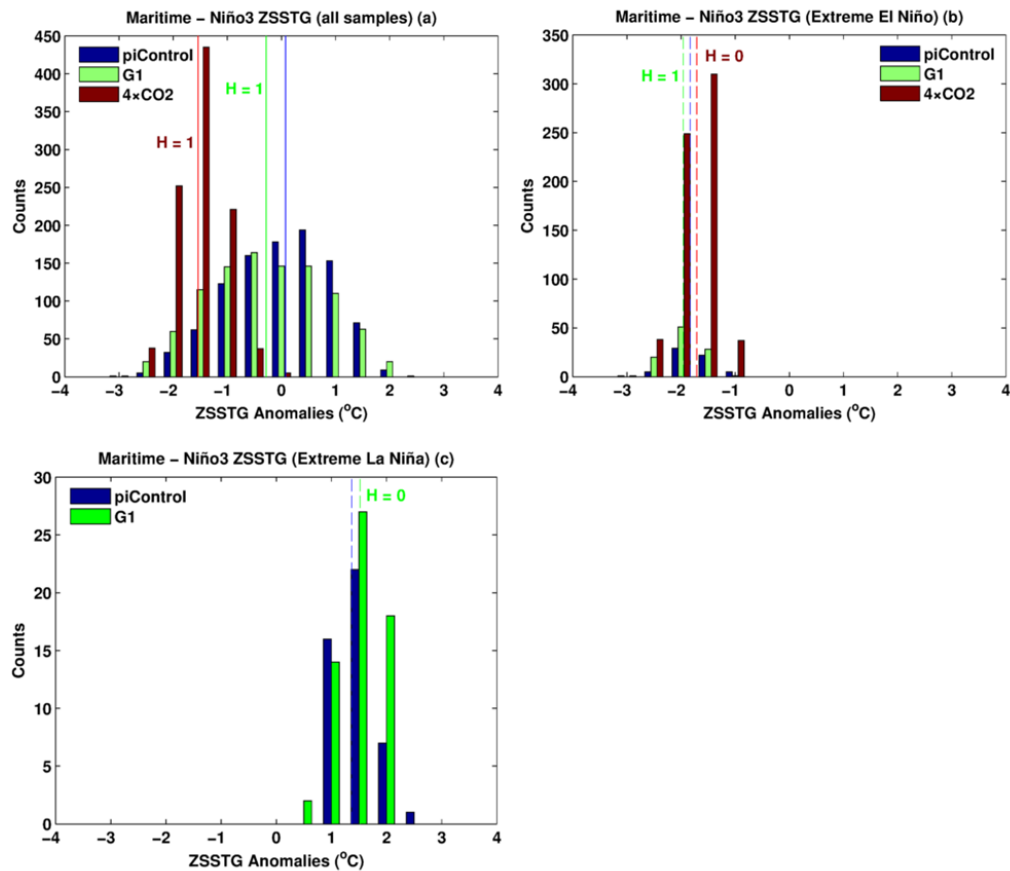 Maritime − Niño3 ZSSTG (all samples) (a)
450
400
350
300
250
200
150
100
50
0
Counts
piControl
G1
4×CO2
H = 1
H = 1
−4 −3 −2 −1 0 1 2 3 4
ZSSTG Anomalies (°C)
Maritime − Niño3 ZSSTG (Extreme El Niño) (b)
350
300
250
200
150
100
50
0
Counts
H = 1
H = 0
piControl
G1
4×CO2
−4 −3 −2 −1 0 1 2 3 4
ZSSTG Anomalies (°C)
Maritime − Niño3 ZSSTG (Extreme La Niña) (c)
30
25
20
15
10
5
0
Counts
piControl
G1
H = 0
−4 −3 −2 −1 0 1 2 3 4
ZSSTG Anomalies (°C)